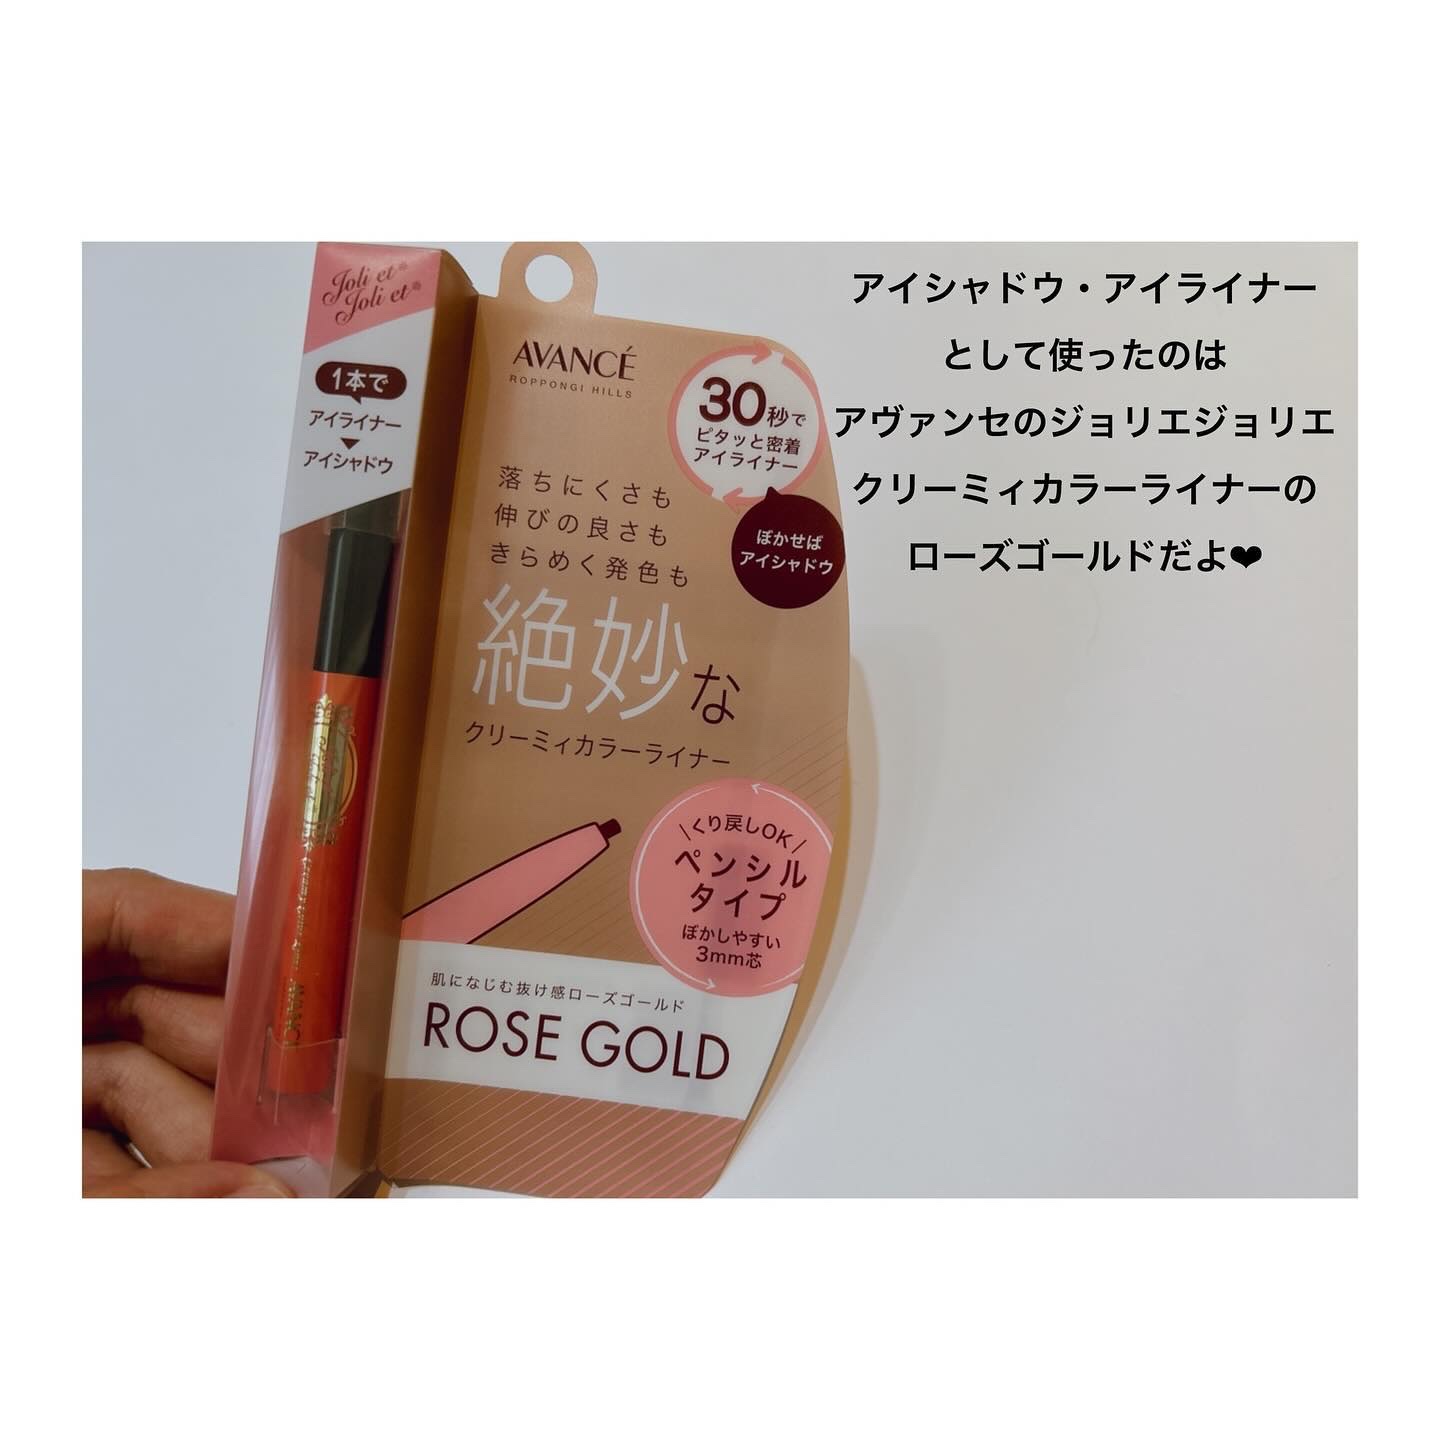 アイシャドウ・アイライナー
として使ったのは
アヴァンセのジョリエジョリエ
クリーミィカラーライナーの
ローズゴールドだよ❤
Joli et
Joli et
1本で
アイライナー
▼
アイシャドウ
AVANCÉ
ROPPONGI HILLS
30秒で
ピタッと密着
アイライナー
ぼかせば
アイシャドウ
落ちにくさも
伸びの良さも
きらめく発色も
絶妙な
クリーミィカラーライナー
\くり戻しOK/
ペンシル
タイプ
ぼかしやすい
3mm芯
肌になじむ抜け感ローズゴールド
ROSE GOLD